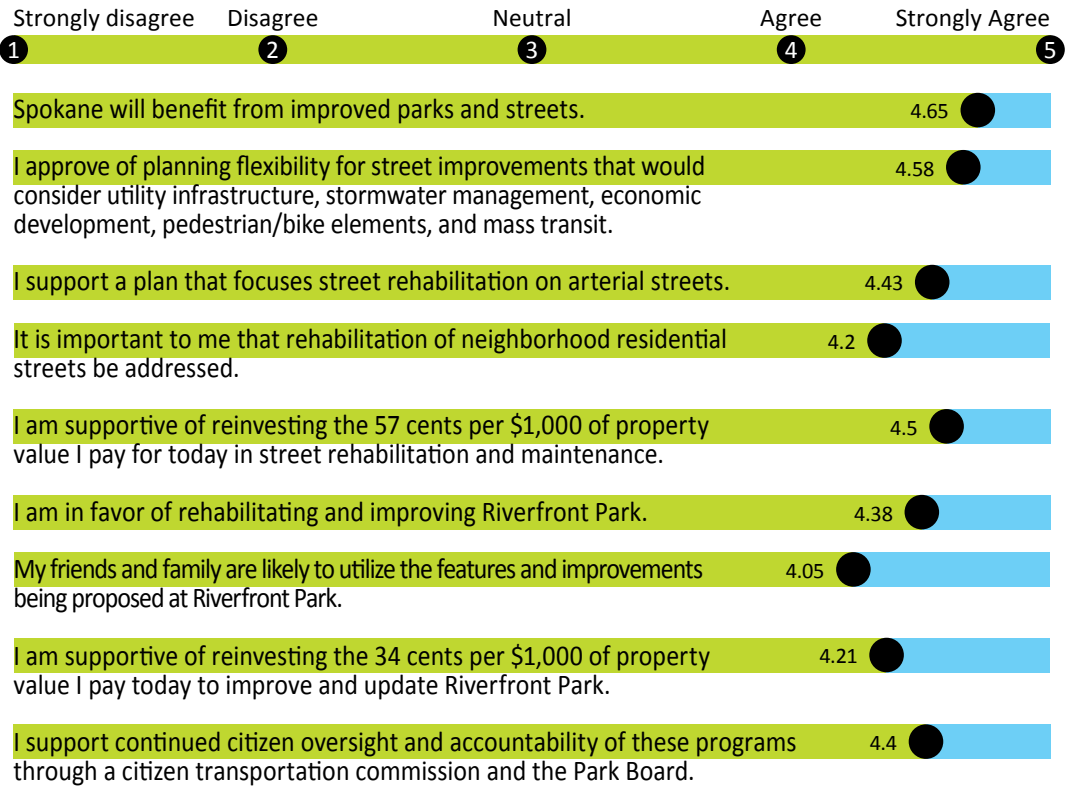 Strongly disagree Disagree Neutral Agree Strongly Agree
1 2 3 4 5
Spokane will benefit from improved parks and streets. 4.65
I approve of planning flexibility for street improvements that would 4.58
consider utility infrastructure, stormwater management, economic
development, pedestrian/bike elements, and mass transit.
I support a plan that focuses street rehabilitation on arterial streets. 4.43
It is important to me that rehabilitation of neighborhood residential 4.2
streets be addressed.
I am supportive of reinvesting the 57 cents per $1,000 of property 4.5
value I pay for today in street rehabilitation and maintenance.
I am in favor of rehabilitating and improving Riverfront Park. 4.38
My friends and family are likely to utilize the features and improvements 4.05
being proposed at Riverfront Park.
I am supportive of reinvesting the 34 cents per $1,000 of property 4.21
value I pay today to improve and update Riverfront Park.
I support continued citizen oversight and accountability of these programs 4.4
through a citizen transportation commission and the Park Board.